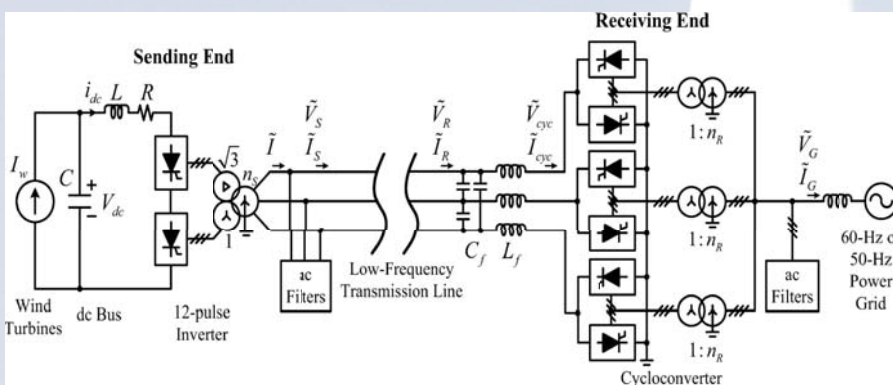 Receiving End
Sending End
i_dc L R
I_w
C
+
V_dc
−
√3
n_S
1
Ĩ
Ṽ_S
Ĩ_S
Ṽ_R
Ĩ_R
Ṽ_cyc
Ĩ_cyc
C_f L_f
1: n_R
1: n_R
1: n_R
Ṽ_G
Ĩ_G
Wind
Turbines
dc Bus
12-pulse
Inverter
ac
Filters
Low-Frequency
Transmission Line
Cycloconverter
ac
Filters
60-Hz o
50-Hz
Power
Grid